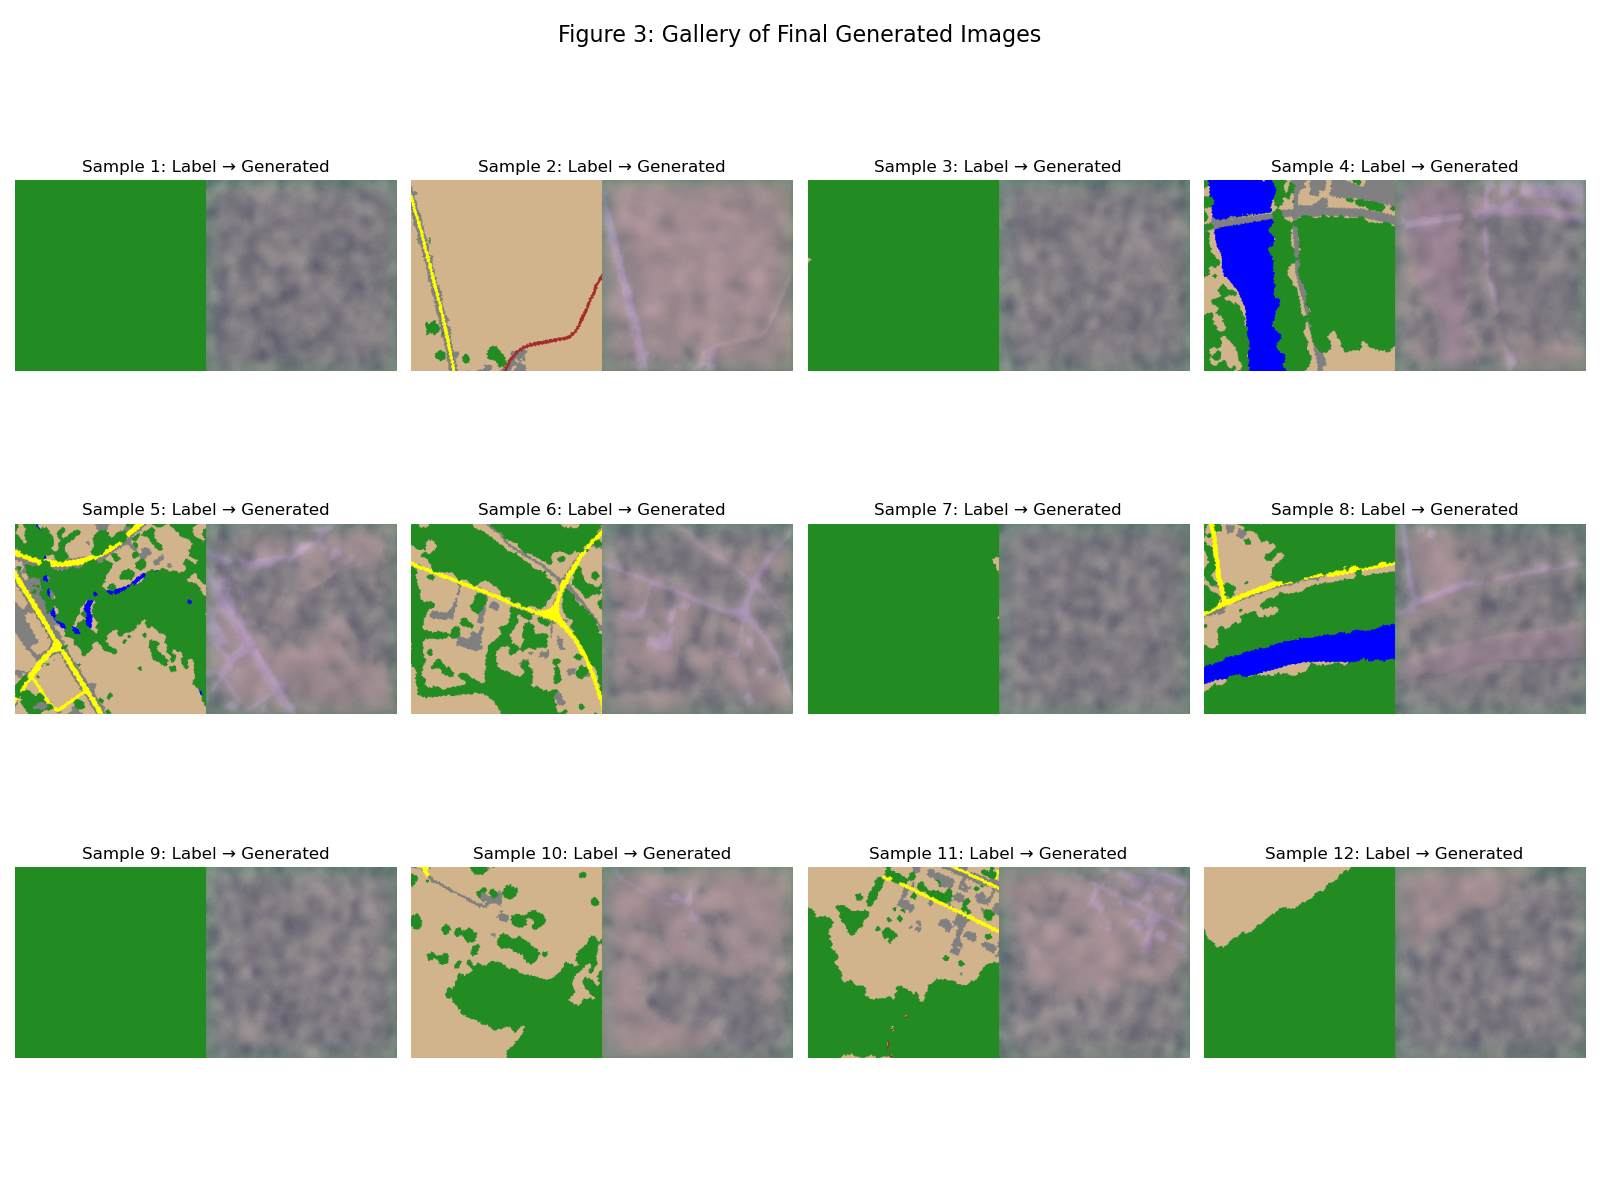 Figure 3: Gallery of Final Generated Images
Sample 1: Label → Generated
Sample 2: Label → Generated
Sample 3: Label → Generated
Sample 4: Label → Generated
Sample 5: Label → Generated
Sample 6: Label → Generated
Sample 7: Label → Generated
Sample 8: Label → Generated
Sample 9: Label → Generated
Sample 10: Label → Generated
Sample 11: Label → Generated
Sample 12: Label → Generated